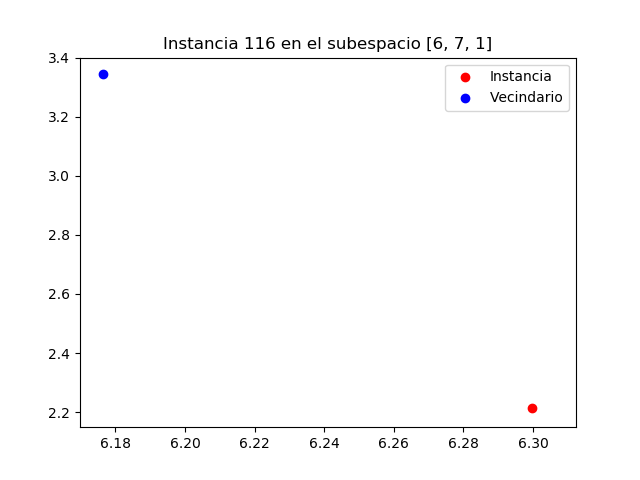 Instancia 116 en el subespacio [6, 7, 1]
Instancia
Vecindario
3.4
3.2
3.0
2.8
2.6
2.4
2.2
6.18 6.20 6.22 6.24 6.26 6.28 6.30